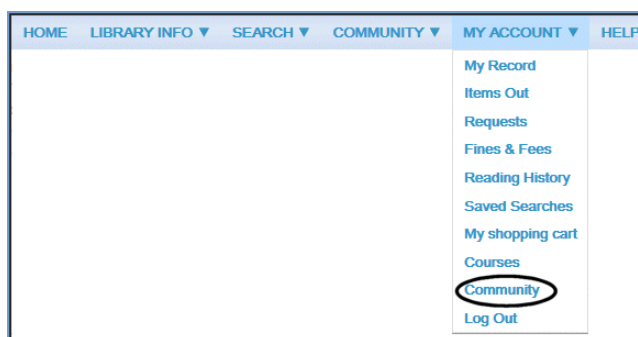 HOME LIBRARY INFO ▼ SEARCH ▼ COMMUNITY ▼ MY ACCOUNT ▼ HELP
My Record
Items Out
Requests
Fines & Fees
Reading History
Saved Searches
My shopping cart
Courses
Community
Log Out